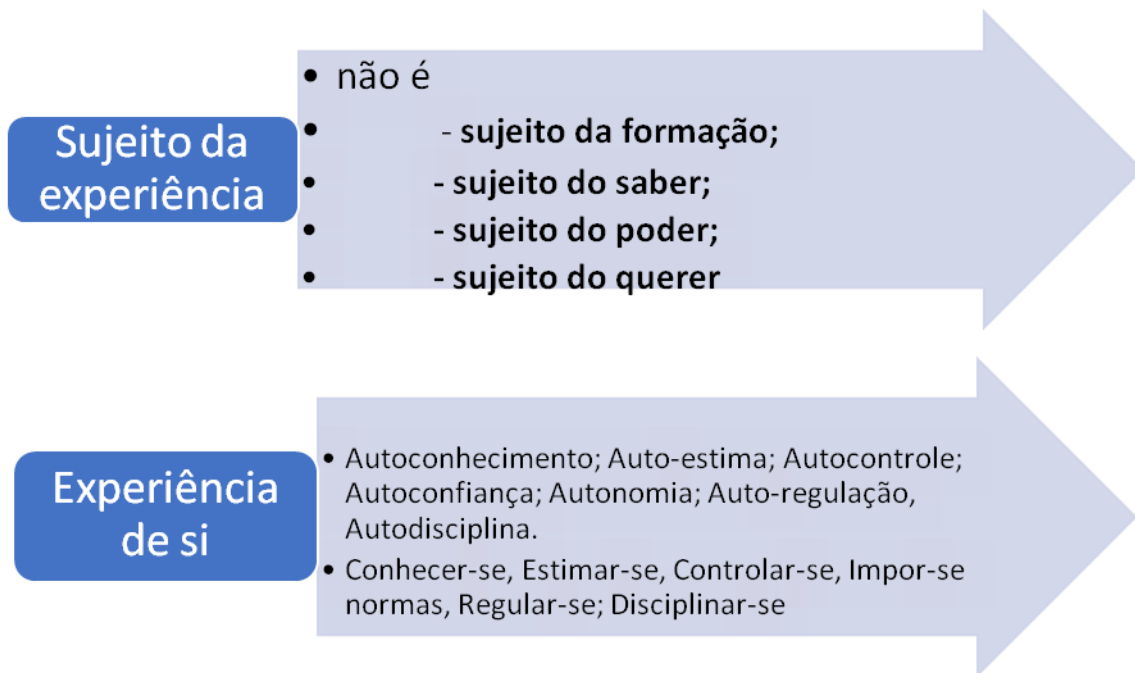 Sujeito da
experiência
• não é
• - sujeito da formação;
• - sujeito do saber;
• - sujeito do poder;
• - sujeito do querer
Experiência
de si
• Autoconhecimento; Auto-estima; Autocontrole;
Autoconfiança; Autonomia; Auto-regulação,
Autodisciplina.
• Conhecer-se, Estimar-se, Controlar-se, Impor-se
normas, Regular-se; Disciplinar-se